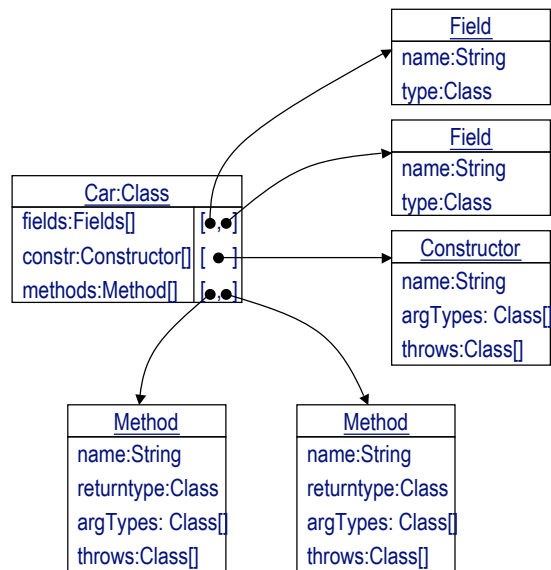 Field
name:String
type:Class
Field
name:String
type:Class
Car:Class
fields:Fields[] [ , ]
constr:Constructor[] [ ]
methods:Method[] [ , ]
Constructor
name:String
argTypes: Class[]
throws:Class[]
Method
name:String
returntype:Class
argTypes: Class[]
throws:Class[]
Method
name:String
returntype:Class
argTypes: Class[]
throws:Class[]